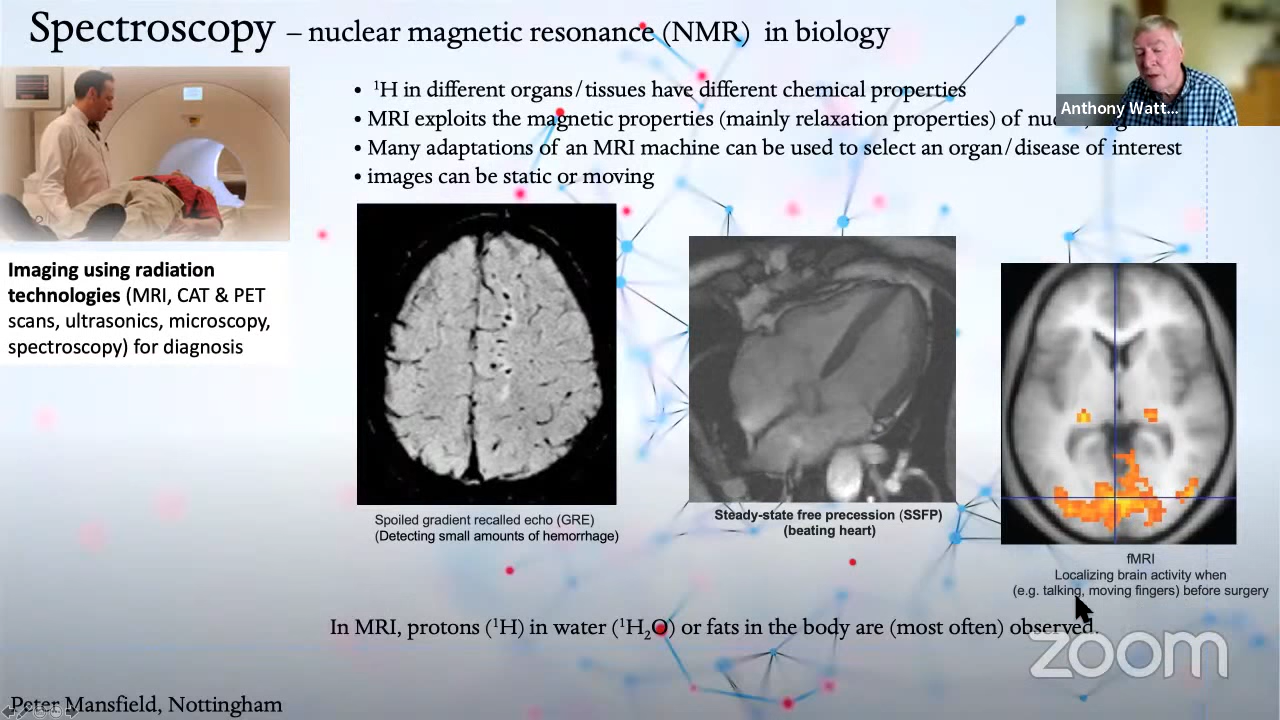 Spectroscopy – nuclear magnetic resonance (NMR) in biology
Anthony Watt...
• ¹H in different organs/tissues have different chemical properties
• MRI exploits the magnetic properties (mainly relaxation properties) of
• Many adaptations of an MRI machine can be used to select an organ/disease of interest
• images can be static or moving
Imaging using radiation
technologies (MRI, CAT & PET
scans, ultrasonics, microscopy,
spectroscopy) for diagnosis
Spoiled gradient recalled echo (GRE)
(Detecting small amounts of hemorrhage)
Steady-state free precession (SSFP)
(beating heart)
fMRI
Localizing brain activity when
(e.g. talking, moving fingers) before surgery
In MRI, protons (¹H) in water (¹H₂O) or fats in the body are (most often) observed.
zoom
Peter Mansfield, Nottingham